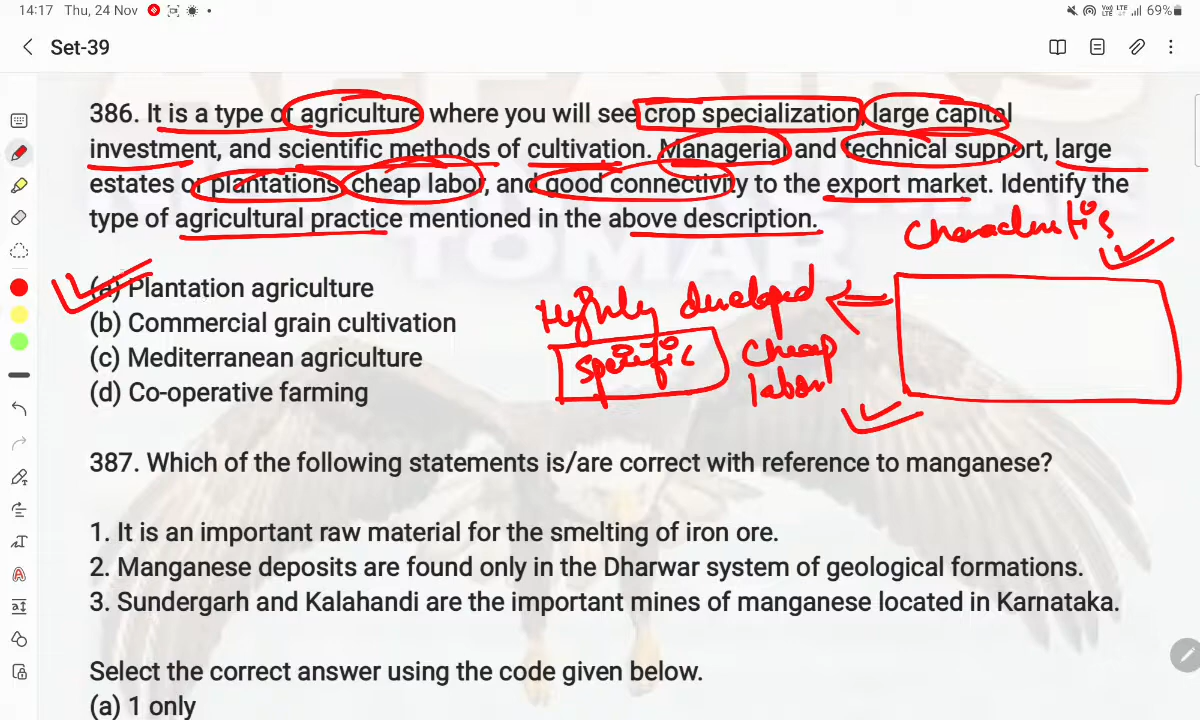 14:17 Thu, 24 Nov
69%
Set-39
386. It is a type of agriculture where you will see crop specialization, large capital
investment, and scientific methods of cultivation. Managerial and technical support, large
estates or plantations, cheap labor, and good connectivity to the export market. Identify the
type of agricultural practice mentioned in the above description.
Characteristics
(a) Plantation agriculture
(b) Commercial grain cultivation
(c) Mediterranean agriculture
(d) Co-operative farming
Highly developed
specific
cheap
labor
TOMAR
387. Which of the following statements is/are correct with reference to manganese?
1. It is an important raw material for the smelting of iron ore.
2. Manganese deposits are found only in the Dharwar system of geological formations.
3. Sundergarh and Kalahandi are the important mines of manganese located in Karnataka.
Select the correct answer using the code given below.
(a) 1 only